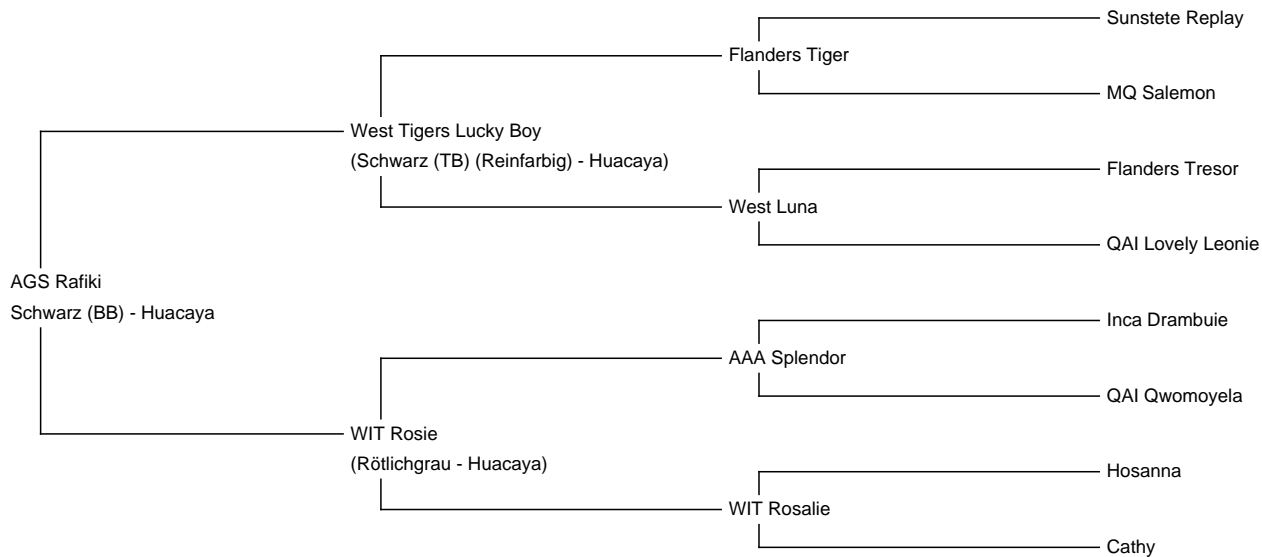 Sunstete Replay
Flanders Tiger
MQ Salemon
West Tigers Lucky Boy
(Schwarz (TB) (Reinfarbig) - Huacaya)
Flanders Tresor
West Luna
QAI Lovely Leonie
AGS Rafiki
Schwarz (BB) - Huacaya
Inca Drambuie
AAA Splendor
QAI Qwomoyela
WIT Rosie
(Rötlichgrau - Huacaya)
Hosanna
WIT Rosalie
Cathy